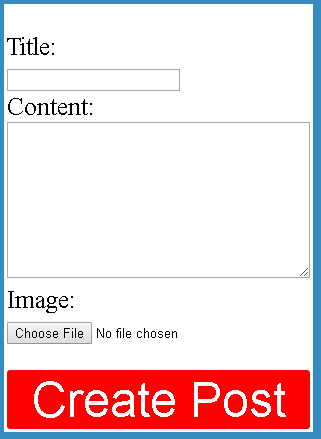 Title:
Content:
Image:
Choose File No file chosen
Create Post